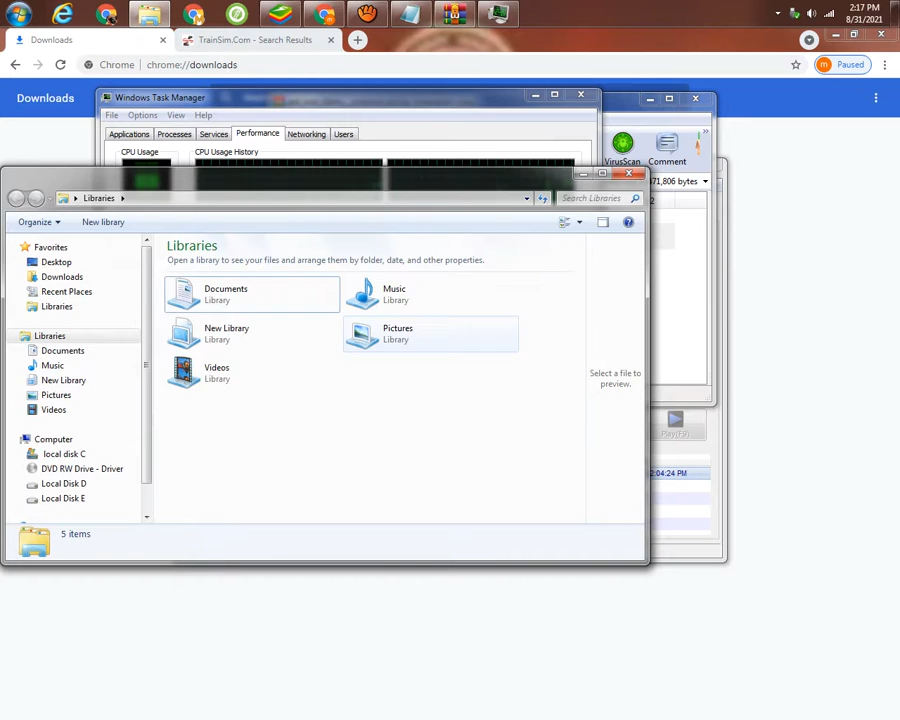 2:17 PM
8/31/2021
Downloads
TrainSim.Com - Search Results
Chrome
chrome://downloads
Paused
Downloads
Windows Task Manager
File Options View Help
Applications Processes Services Performance Networking Users
CPU Usage CPU Usage History
VirusScan Comment
71,806 bytes
Libraries
Search Libraries
Organize New library
Favorites
Desktop
Downloads
Recent Places
Libraries
Libraries
Documents
Music
New Library
Pictures
Videos
Computer
local disk C
DVD RW Drive - Driver
Local Disk D
Local Disk E
Libraries
Open a library to see your files and arrange them by folder, date, and other properties.
Documents
Library
Music
Library
New Library
Library
Pictures
Library
Videos
Library
Select a file to
preview.
Play(F5)
2:04:24 PM
5 items